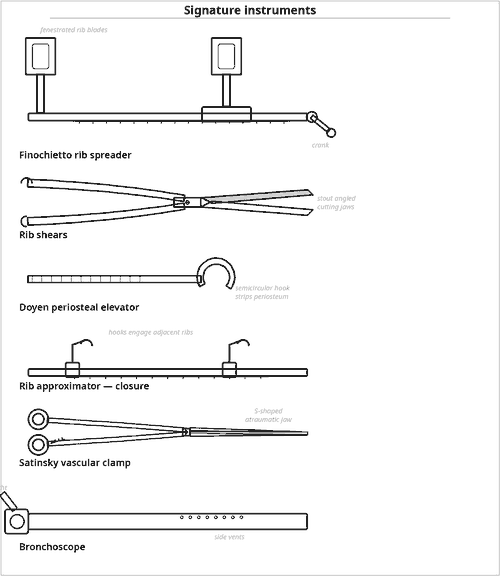 Signature instruments
fenestrated rib blades
crank
Finochietto rib spreader
stout angled
cutting jaws
Rib shears
semicircular hook
strips periosteum
Doyen periosteal elevator
hooks engage adjacent ribs
Rib approximator — closure
S-shaped
atraumatic jaw
Satinsky vascular clamp
side vents
Bronchoscope